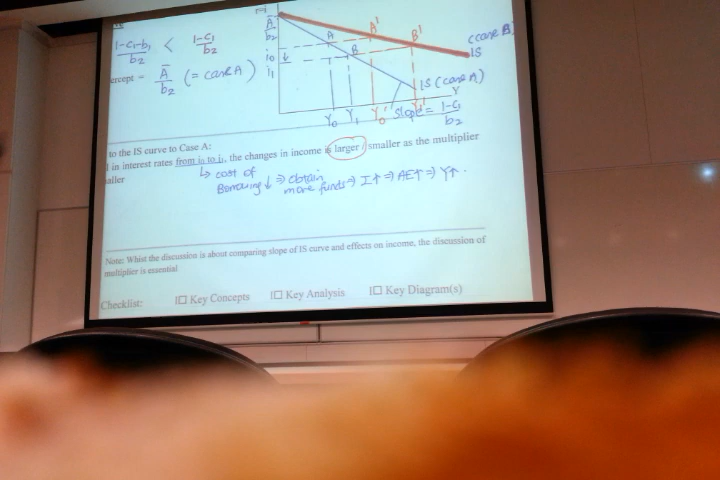 1-c₁-b₁ / b₂ < 1-c₁ / b₂
ercept = Ā / b₂ (= case A)
Ā / b₂
i₀
i₁
A
B
A'
B'
(case B)
IS
IS (case A)
Y
Y₀ Y₁ Y₀' Y₁'
slope = 1-c₁ / b₂
to the IS curve to Case A:
l in interest rates from i₀ to i₁, the changes in income is larger / smaller as the multiplier
aller
↳ cost of Borrowing ↓ ⇒ obtain more funds ⇒ I↑ ⇒ AE↑ ⇒ Y↑.
Note: Whist the discussion is about comparing slope of IS curve and effects on income, the discussion of
multiplier is essential
Checklist: I☐ Key Concepts I☐ Key Analysis I☐ Key Diagram(s)